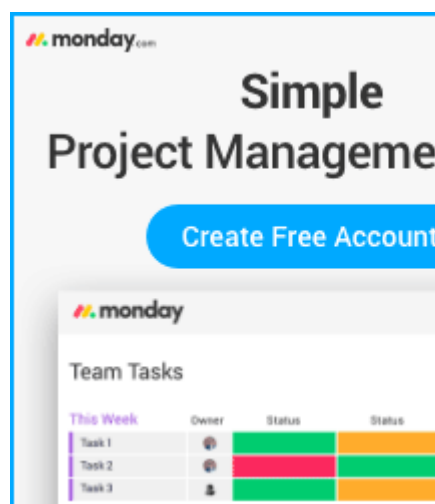 monday.com
Simple
Project Manageme
Create Free Account
monday
Team Tasks
This Week Owner Status Status
Task 1
Task 2
Task 3